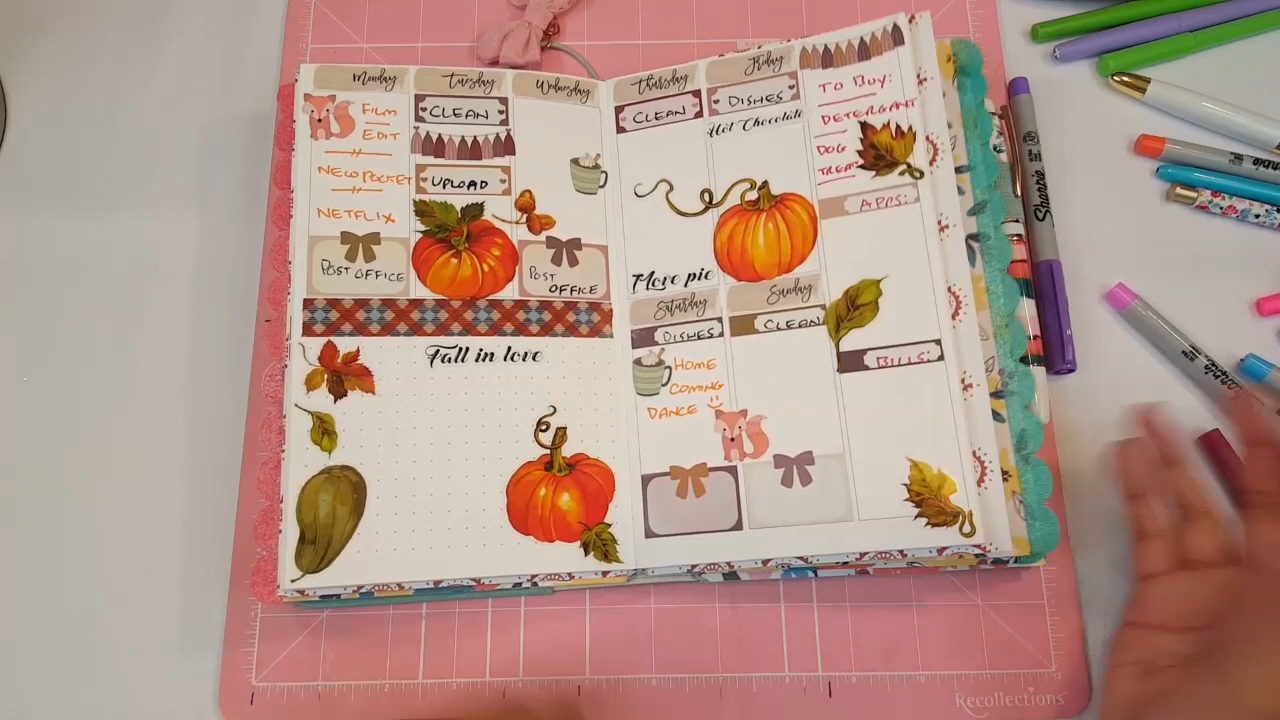 Monday
FILM
EDIT
NEW POCKET
NETFLIX
POST OFFICE
Tuesday
CLEAN
UPLOAD
Wednesday
POST
OFFICE
Fall in love
Thursday
CLEAN
More pie
Friday
DISHES
Hot Chocolate
Saturday
DISHES
HOME
COMING
DANCE
Sunday
CLEAN
TO BUY:
DETERGANT
DOG
TREATS
APPS:
BILLS:
Sharpie
Recollections